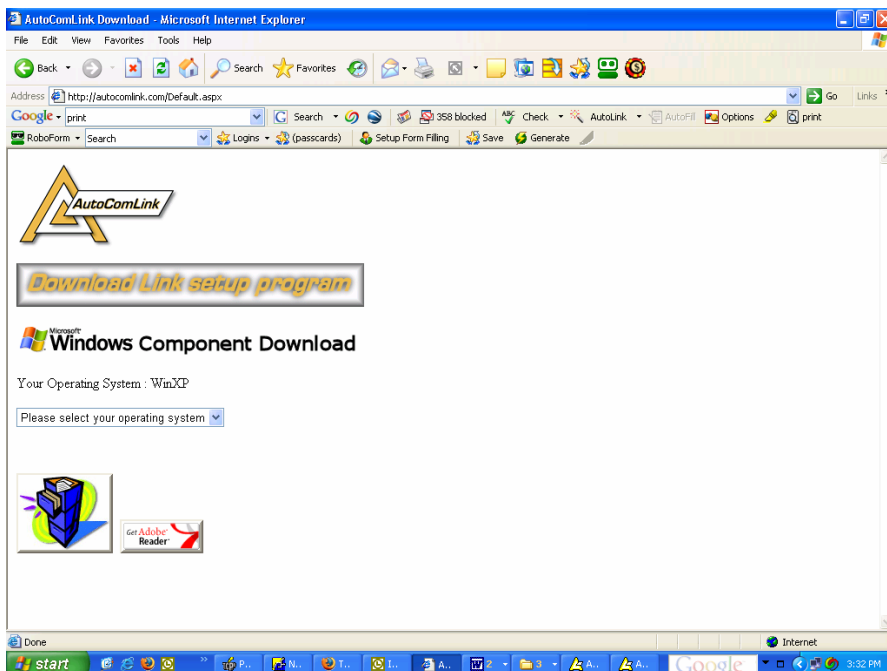 AutoComLink Download - Microsoft Internet Explorer
File Edit View Favorites Tools Help
Back Search Favorites
Address http://autocomlink.com/Default.aspx Go Links
Google print Search 358 blocked ABC Check AutoLink AutoFill Options print
RoboForm Search Logins (passcards) Setup Form Filling Save Generate
AutoComLink
Download Link setup program
Microsoft
Windows Component Download
Your Operating System : WinXP
Please select your operating system
Get Adobe
Reader
Done Internet
start P.. N.. T.. I.. A.. 2 3 A.. A.. Google 3:32 PM